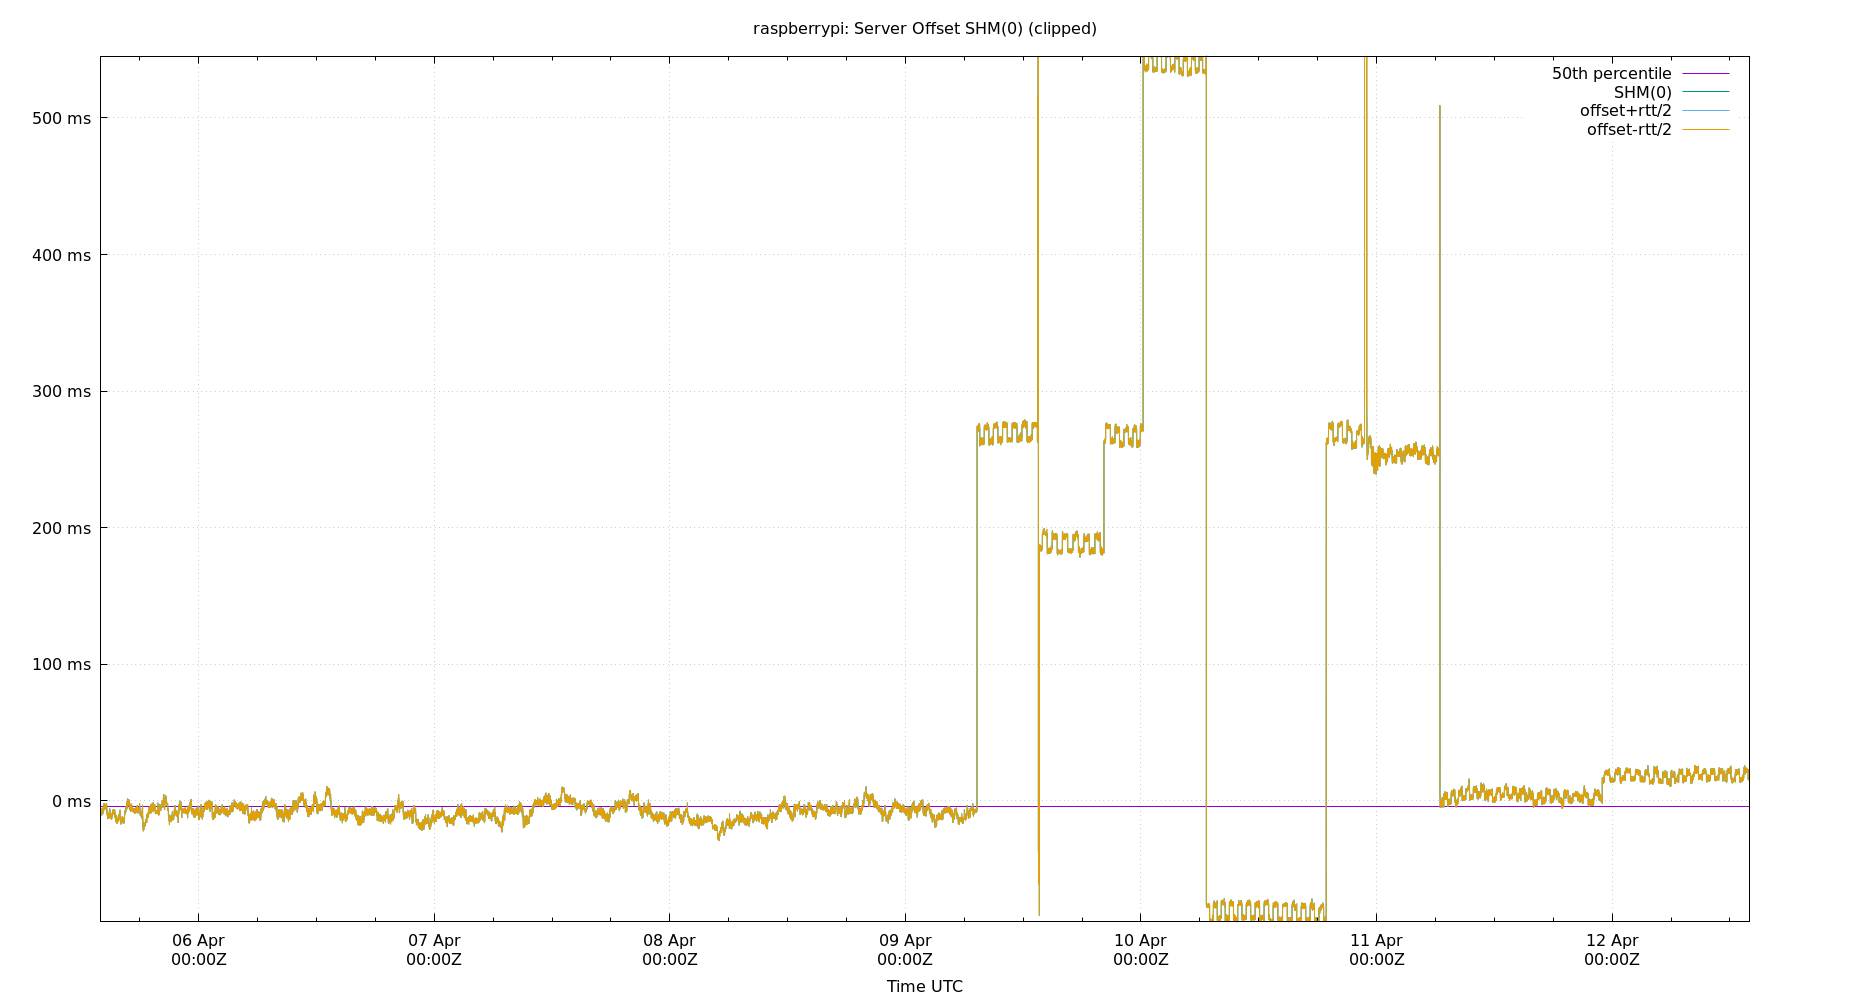 raspberrypi: Server Offset SHM(0) (clipped)
50th percentile
SHM(0)
offset+rtt/2
offset-rtt/2
500 ms
400 ms
300 ms
200 ms
100 ms
0 ms
06 Apr 07 Apr 08 Apr 09 Apr 10 Apr 11 Apr 12 Apr
00:00Z 00:00Z 00:00Z 00:00Z 00:00Z 00:00Z 00:00Z
Time UTC